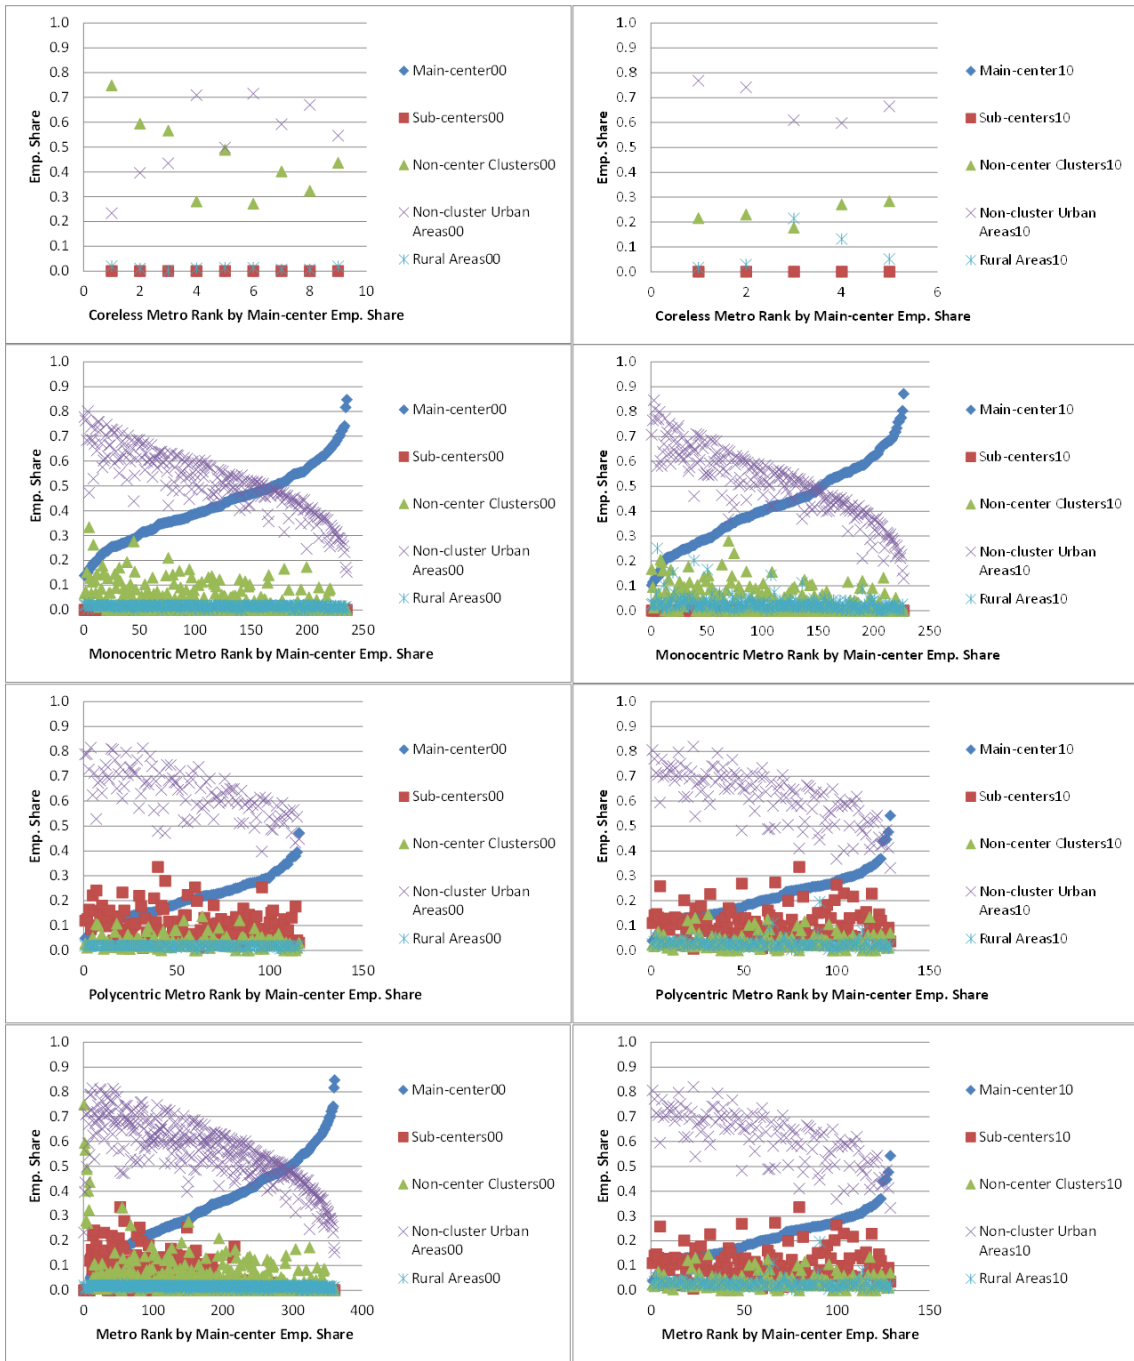 1.0
0.9
0.8
0.7
0.6
0.5
0.4
0.3
0.2
0.1
0.0
Emp. Share
0 2 4 6 8 10
Coreless Metro Rank by Main-center Emp. Share
Main-center00
Sub-centers00
Non-center Clusters00
Non-cluster Urban
Areas00
Rural Areas00
1.0
0.9
0.8
0.7
0.6
0.5
0.4
0.3
0.2
0.1
0.0
Emp. Share
0 2 4 6
Coreless Metro Rank by Main-center Emp. Share
Main-center10
Sub-centers10
Non-center Clusters10
Non-cluster Urban
Areas10
Rural Areas10
1.0
0.9
0.8
0.7
0.6
0.5
0.4
0.3
0.2
0.1
0.0
Emp. Share
0 50 100 150 200 250
Monocentric Metro Rank by Main-center Emp. Share
Main-center00
Sub-centers00
Non-center Clusters00
Non-cluster Urban
Areas00
Rural Areas00
1.0
0.9
0.8
0.7
0.6
0.5
0.4
0.3
0.2
0.1
0.0
Emp. Share
0 50 100 150 200 250
Monocentric Metro Rank by Main-center Emp. Share
Main-center10
Sub-centers10
Non-center Clusters10
Non-cluster Urban
Areas10
Rural Areas10
1.0
0.9
0.8
0.7
0.6
0.5
0.4
0.3
0.2
0.1
0.0
Emp. Share
0 50 100 150
Polycentric Metro Rank by Main-center Emp. Share
Main-center00
Sub-centers00
Non-center Clusters00
Non-cluster Urban
Areas00
Rural Areas00
1.0
0.9
0.8
0.7
0.6
0.5
0.4
0.3
0.2
0.1
0.0
Emp. Share
0 50 100 150
Polycentric Metro Rank by Main-center Emp. Share
Main-center10
Sub-centers10
Non-center Clusters10
Non-cluster Urban
Areas10
Rural Areas10
1.0
0.9
0.8
0.7
0.6
0.5
0.4
0.3
0.2
0.1
0.0
Emp. Share
0 100 200 300 400
Metro Rank by Main-center Emp. Share
Main-center00
Sub-centers00
Non-center Clusters00
Non-cluster Urban
Areas00
Rural Areas00
1.0
0.9
0.8
0.7
0.6
0.5
0.4
0.3
0.2
0.1
0.0
Emp. Share
0 50 100 150
Metro Rank by Main-center Emp. Share
Main-center10
Sub-centers10
Non-center Clusters10
Non-cluster Urban
Areas10
Rural Areas10